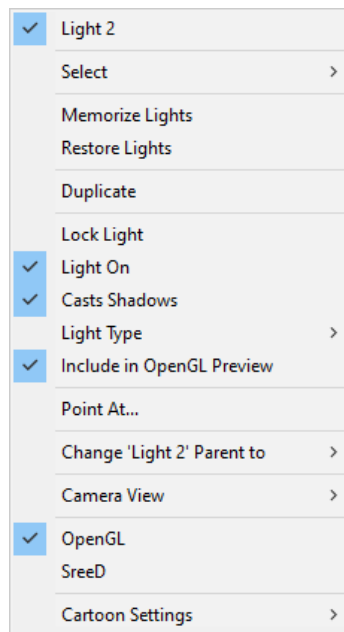 Light 2
Select
Memorize Lights
Restore Lights
Duplicate
Lock Light
Light On
Casts Shadows
Light Type
Include in OpenGL Preview
Point At...
Change 'Light 2' Parent to
Camera View
OpenGL
SreeD
Cartoon Settings